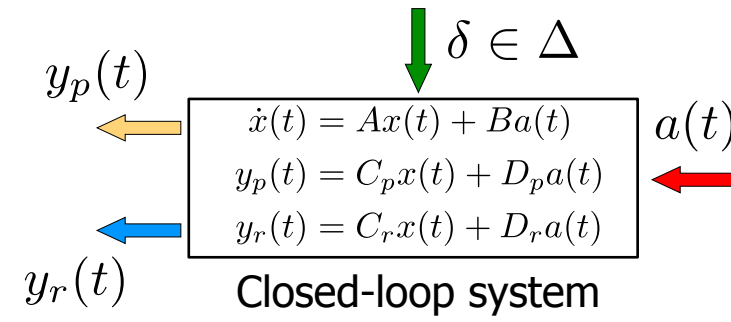 δ ∈ Δ
y_p(t)
ẋ(t) = Ax(t) + Ba(t)
a(t)
y_p(t) = C_p x(t) + D_p a(t)
y_r(t) = C_r x(t) + D_r a(t)
y_r(t)
Closed-loop system